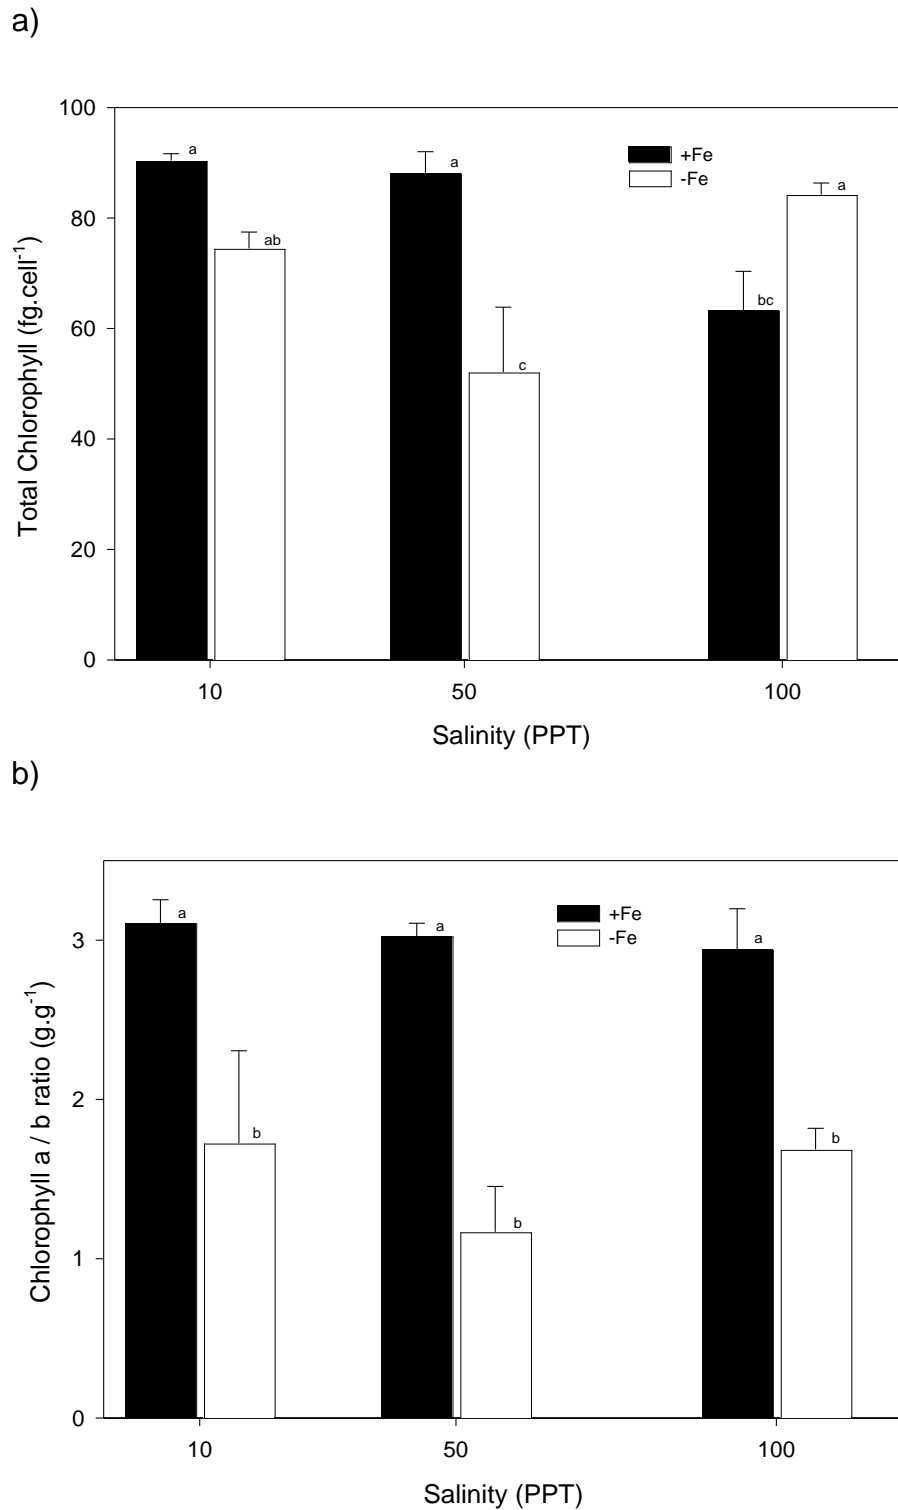 a)
100
80
60
40
20
0
Total Chlorophyll (fg.cell⁻¹)
a
ab
a
c
bc
a
+Fe
-Fe
10
50
100
Salinity (PPT)
b)
3
2
1
0
Chlorophyll a / b ratio (g.g⁻¹)
a
b
a
b
a
b
+Fe
-Fe
10
50
100
Salinity (PPT)